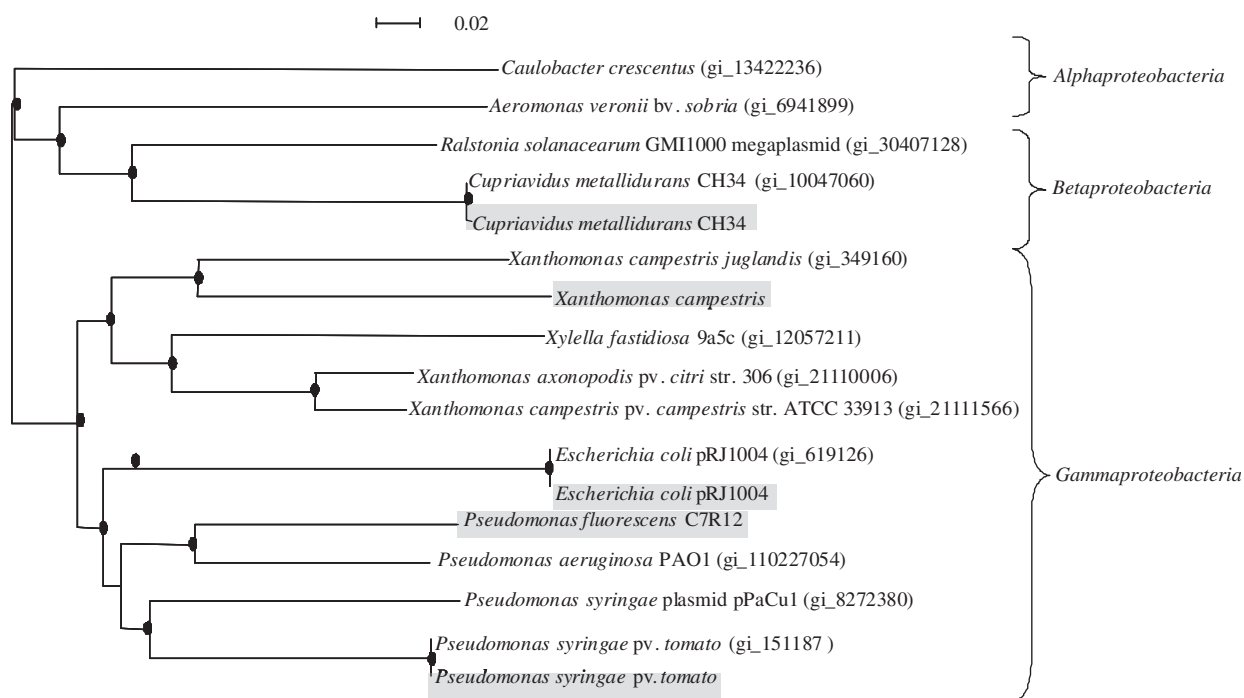 0.02
Caulobacter crescentus (gi_13422236)
Alphaproteobacteria
Aeromonas veronii bv. sobria (gi_6941899)
Ralstonia solanacearum GMI1000 megaplasmid (gi_30407128)
Cupriavidus metallidurans CH34 (gi_10047060)
Betaproteobacteria
Cupriavidus metallidurans CH34
Xanthomonas campestris juglandis (gi_349160)
Xanthomonas campestris
Xylella fastidiosa 9a5c (gi_12057211)
Xanthomonas axonopodis pv. citri str. 306 (gi_21110006)
Xanthomonas campestris pv. campestris str. ATCC 33913 (gi_21111566)
Escherichia coli pRJ1004 (gi_619126)
Gammaproteobacteria
Escherichia coli pRJ1004
Pseudomonas fluorescens C7R12
Pseudomonas aeruginosa PAO1 (gi_110227054)
Pseudomonas syringae plasmid pPaCu1 (gi_8272380)
Pseudomonas syringae pv. tomato (gi_151187 )
Pseudomonas syringae pv. tomato